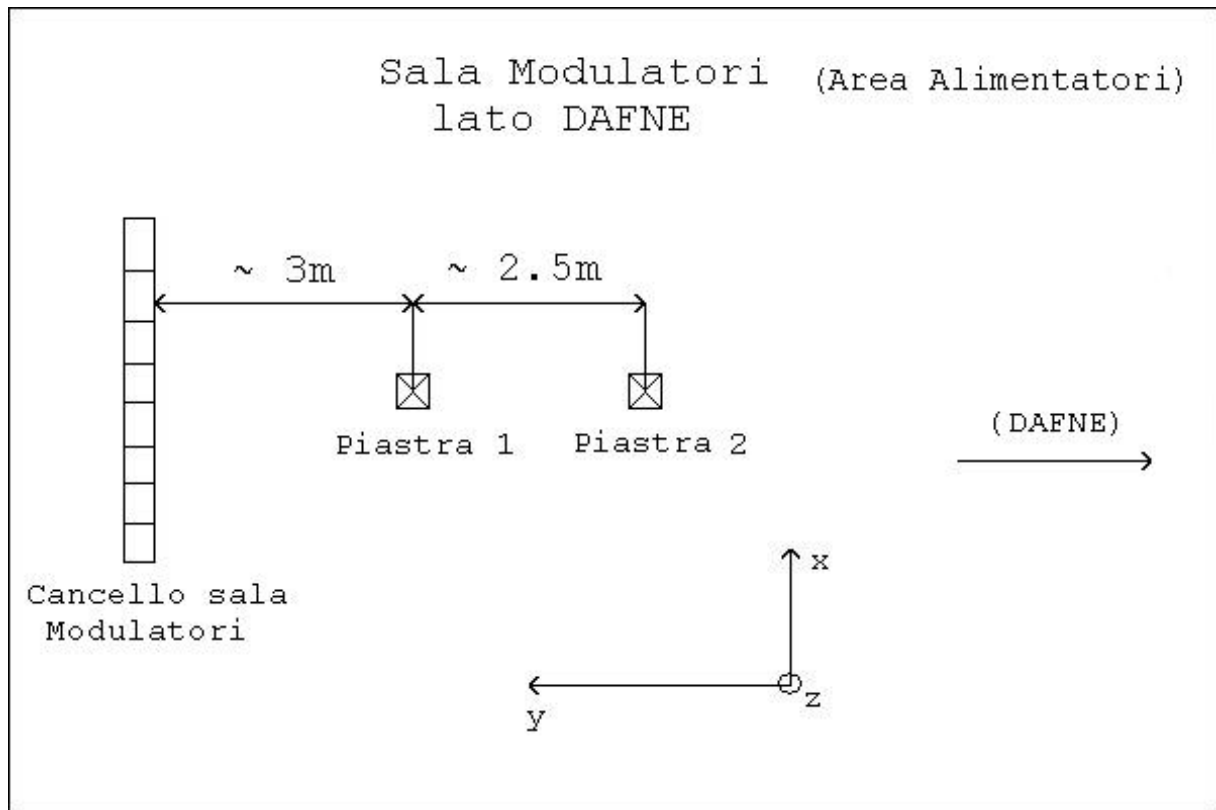 Sala Modulatori (Area Alimentatori)
lato DAFNE
~ 3m
~ 2.5m
Piastra 1
Piastra 2
(DAFNE)
Cancello sala
Modulatori
x
y
z